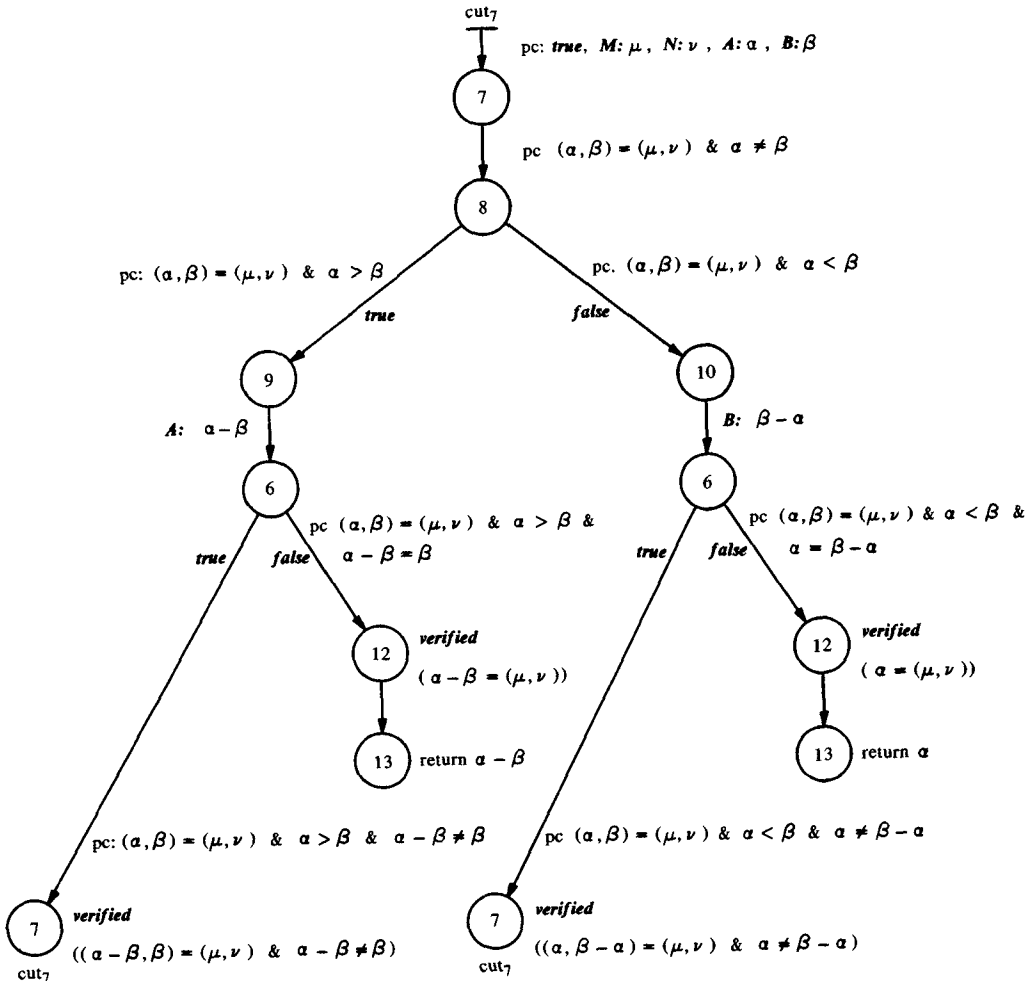 cut₇
pc: true, M: μ, N: ν, A: α, B: β
7
pc (α,β) = (μ,ν) & α ≠ β
8
pc: (α,β) = (μ,ν) & α > β
pc. (α,β) = (μ,ν) & α < β
true
false
9
10
A: α − β
B: β − α
6
6
pc (α,β) = (μ,ν) & α > β &
α − β = β
pc (α,β) = (μ,ν) & α < β &
α = β − α
true
false
true
false
12
verified
(α − β = (μ,ν))
12
verified
(α = (μ,ν))
13
return α − β
13
return α
pc: (α,β) = (μ,ν) & α > β & α − β ≠ β
pc (α,β) = (μ,ν) & α < β & α ≠ β − α
7
verified
((α − β,β) = (μ,ν) & α − β ≠ β)
cut₇
7
verified
((α,β − α) = (μ,ν) & α ≠ β − α)
cut₇